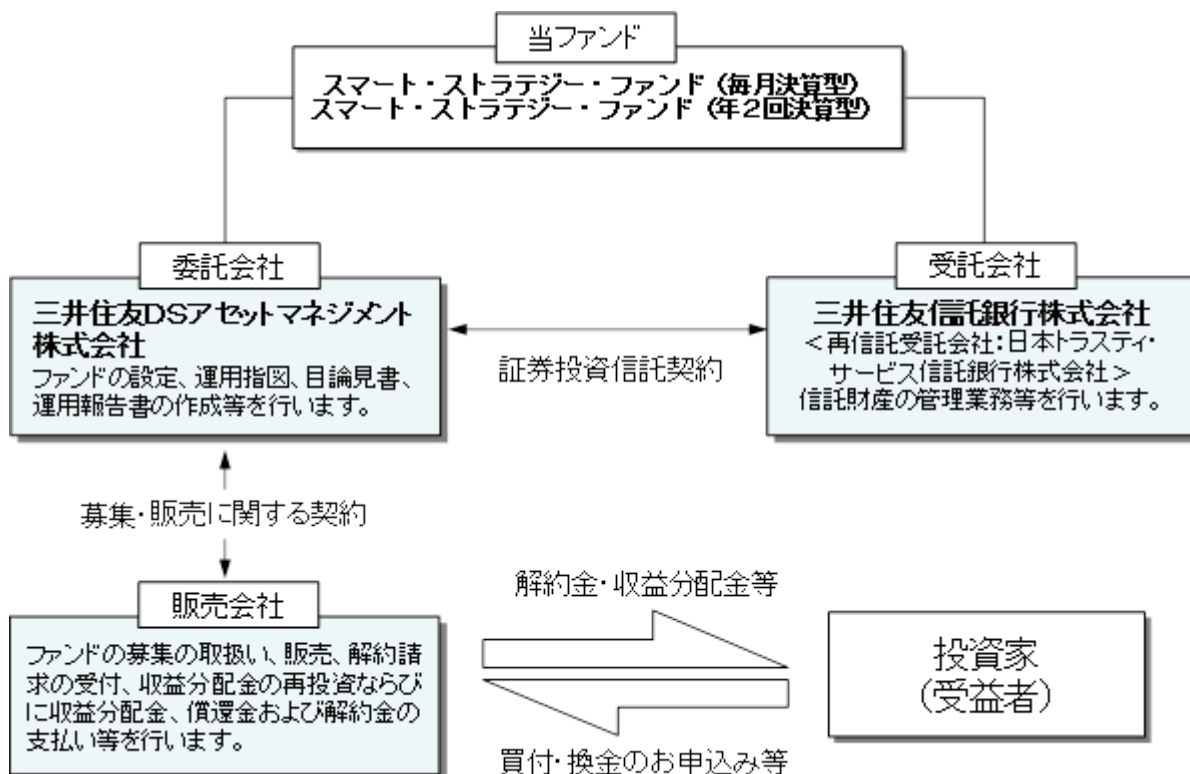 当ファンド
スマート・ストラテジー・ファンド（毎月決算型）
スマート・ストラテジー・ファンド（年２回決算型）
委託会社
三井住友DSアセットマネジメント
株式会社
ファンドの設定、運用指図、目論見書、
運用報告書の作成等を行います。
証券投資信託契約
受託会社
三井住友信託銀行株式会社
＜再信託受託会社：日本トラスティ・
サービス信託銀行株式会社＞
信託財産の管理業務等を行います。
募集・販売に関する契約
販売会社
ファンドの募集の取扱い、販売、解約請
求の受付、収益分配金の再投資ならび
に収益分配金、償還金および解約金の
支払い等を行います。
解約金・収益分配金等
買付・換金のお申込み等
投資家
（受益者）